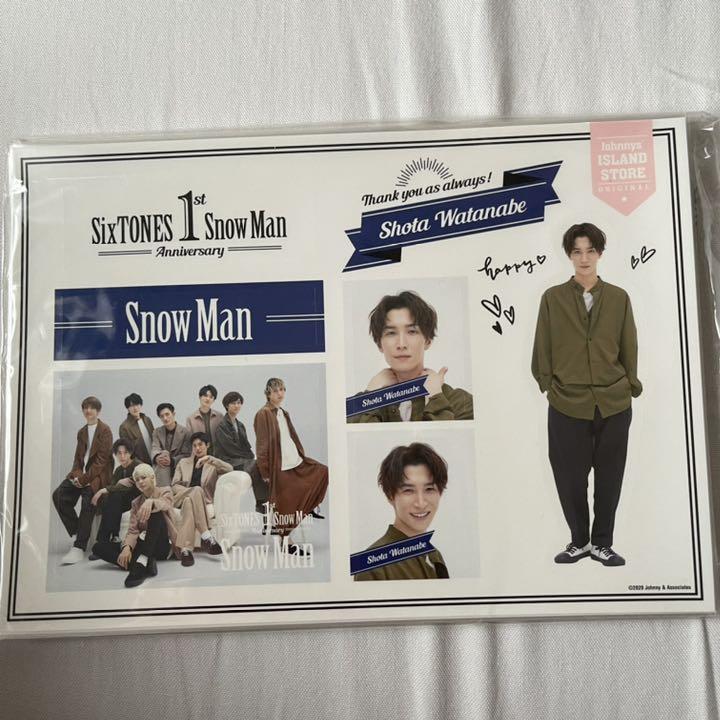 SixTONES 1st Snow Man
Anniversary
Thank you as always!
Shota Watanabe
Johnnys
ISLAND
STORE
ORIGINAL
happy
Snow Man
Shota Watanabe
Shota Watanabe
SixTONES 1st Snow Man
Anniversary
Snow Man
©2020 Johnny & Associates